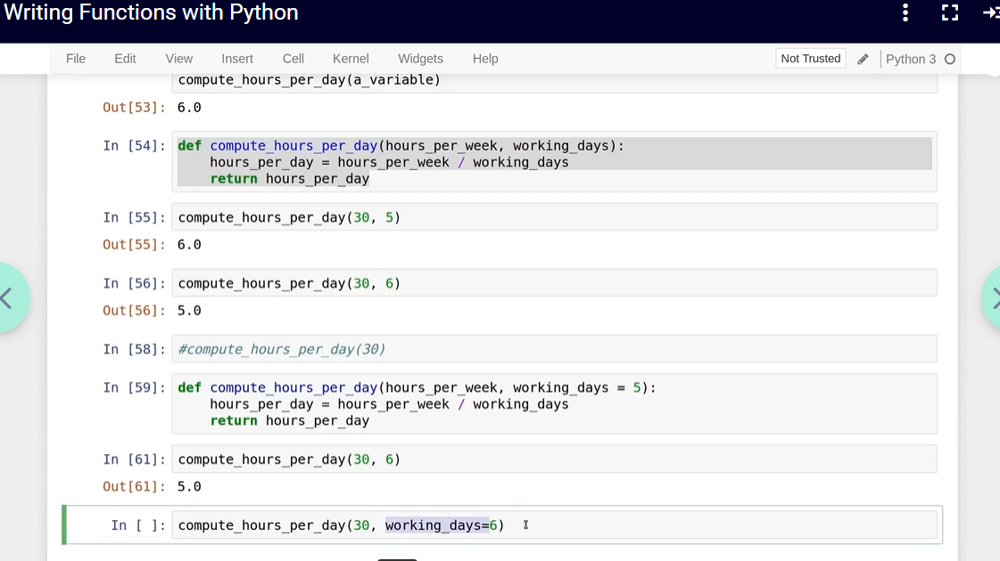 Writing Functions with Python
File Edit View Insert Cell Kernel Widgets Help Not Trusted Python 3
compute_hours_per_day(a_variable)
Out[53]: 6.0
In [54]: def compute_hours_per_day(hours_per_week, working_days):
    hours_per_day = hours_per_week / working_days
    return hours_per_day
In [55]: compute_hours_per_day(30, 5)
Out[55]: 6.0
In [56]: compute_hours_per_day(30, 6)
Out[56]: 5.0
In [58]: #compute_hours_per_day(30)
In [59]: def compute_hours_per_day(hours_per_week, working_days = 5):
    hours_per_day = hours_per_week / working_days
    return hours_per_day
In [61]: compute_hours_per_day(30, 6)
Out[61]: 5.0
In [ ]: compute_hours_per_day(30, working_days=6)